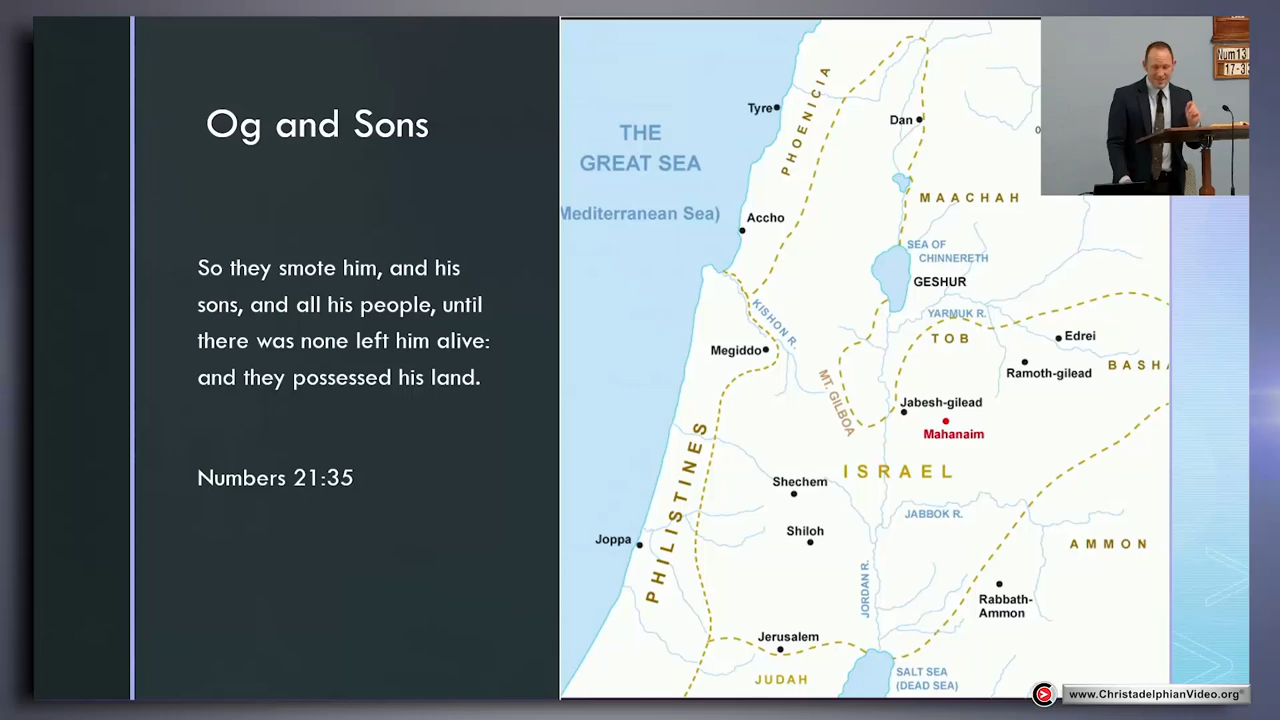 Og and Sons
So they smote him, and his
sons, and all his people, until
there was none left him alive:
and they possessed his land.
Numbers 21:35
THE
GREAT SEA
Mediterranean Sea)
Tyre
PHOENICIA
Dan
MAACHAH
Accho
SEA OF
CHINNERETH
GESHUR
KISHON R.
YARMUK R.
TOB
Edrei
Megiddo
Ramoth-gilead
BASHA
MT. GILBOA
Jabesh-gilead
Mahanaim
PHILISTINES
ISRAEL
Shechem
JABBOK R.
Shiloh
Joppa
AMMON
JORDAN R.
Rabbath-
Ammon
Jerusalem
SALT SEA
(DEAD SEA)
JUDAH
Num13
www.ChristadelphianVideo.org